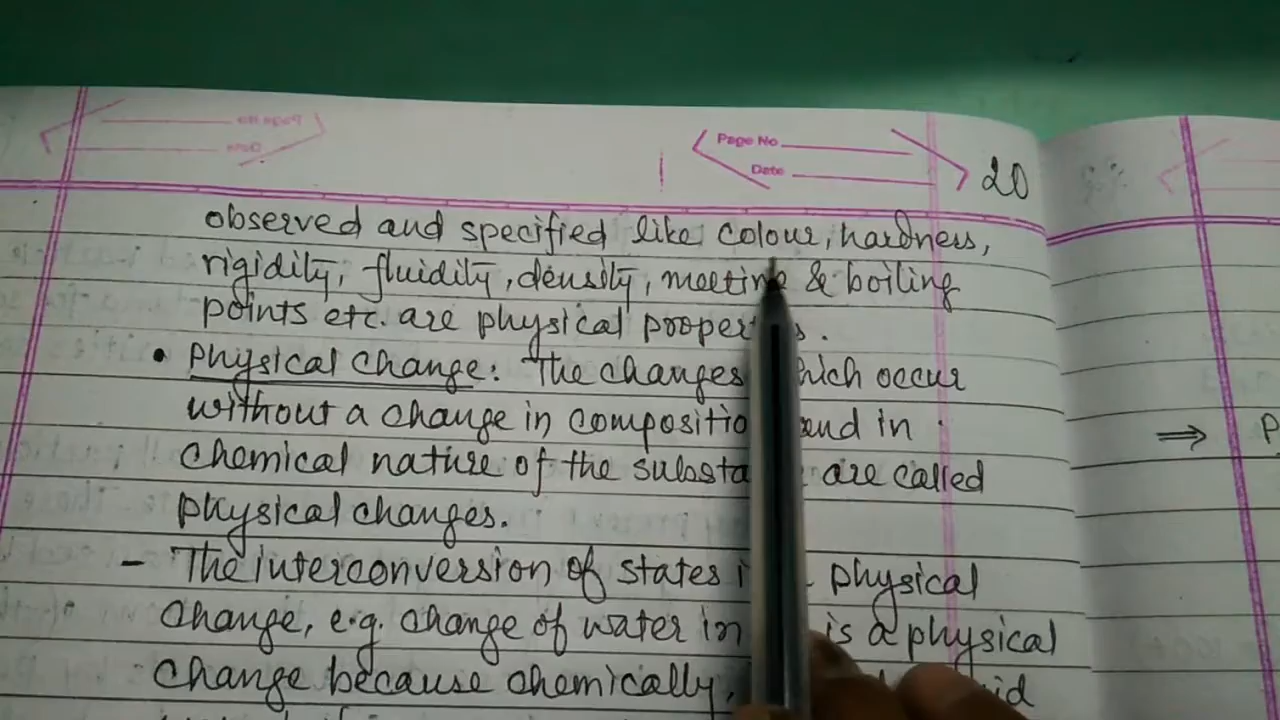 Page No
Date
20
observed and specified like colour, hardness,
rigidity, fluidity, density, melting & boiling
points etc. are physical proper s.
• Physical change: The changes which occur
without a change in composition and in
chemical nature of the substa are called
physical changes.
- The interconversion of states i physical
change, e.g. change of water in is a physical
change because chemically,
⇒ P